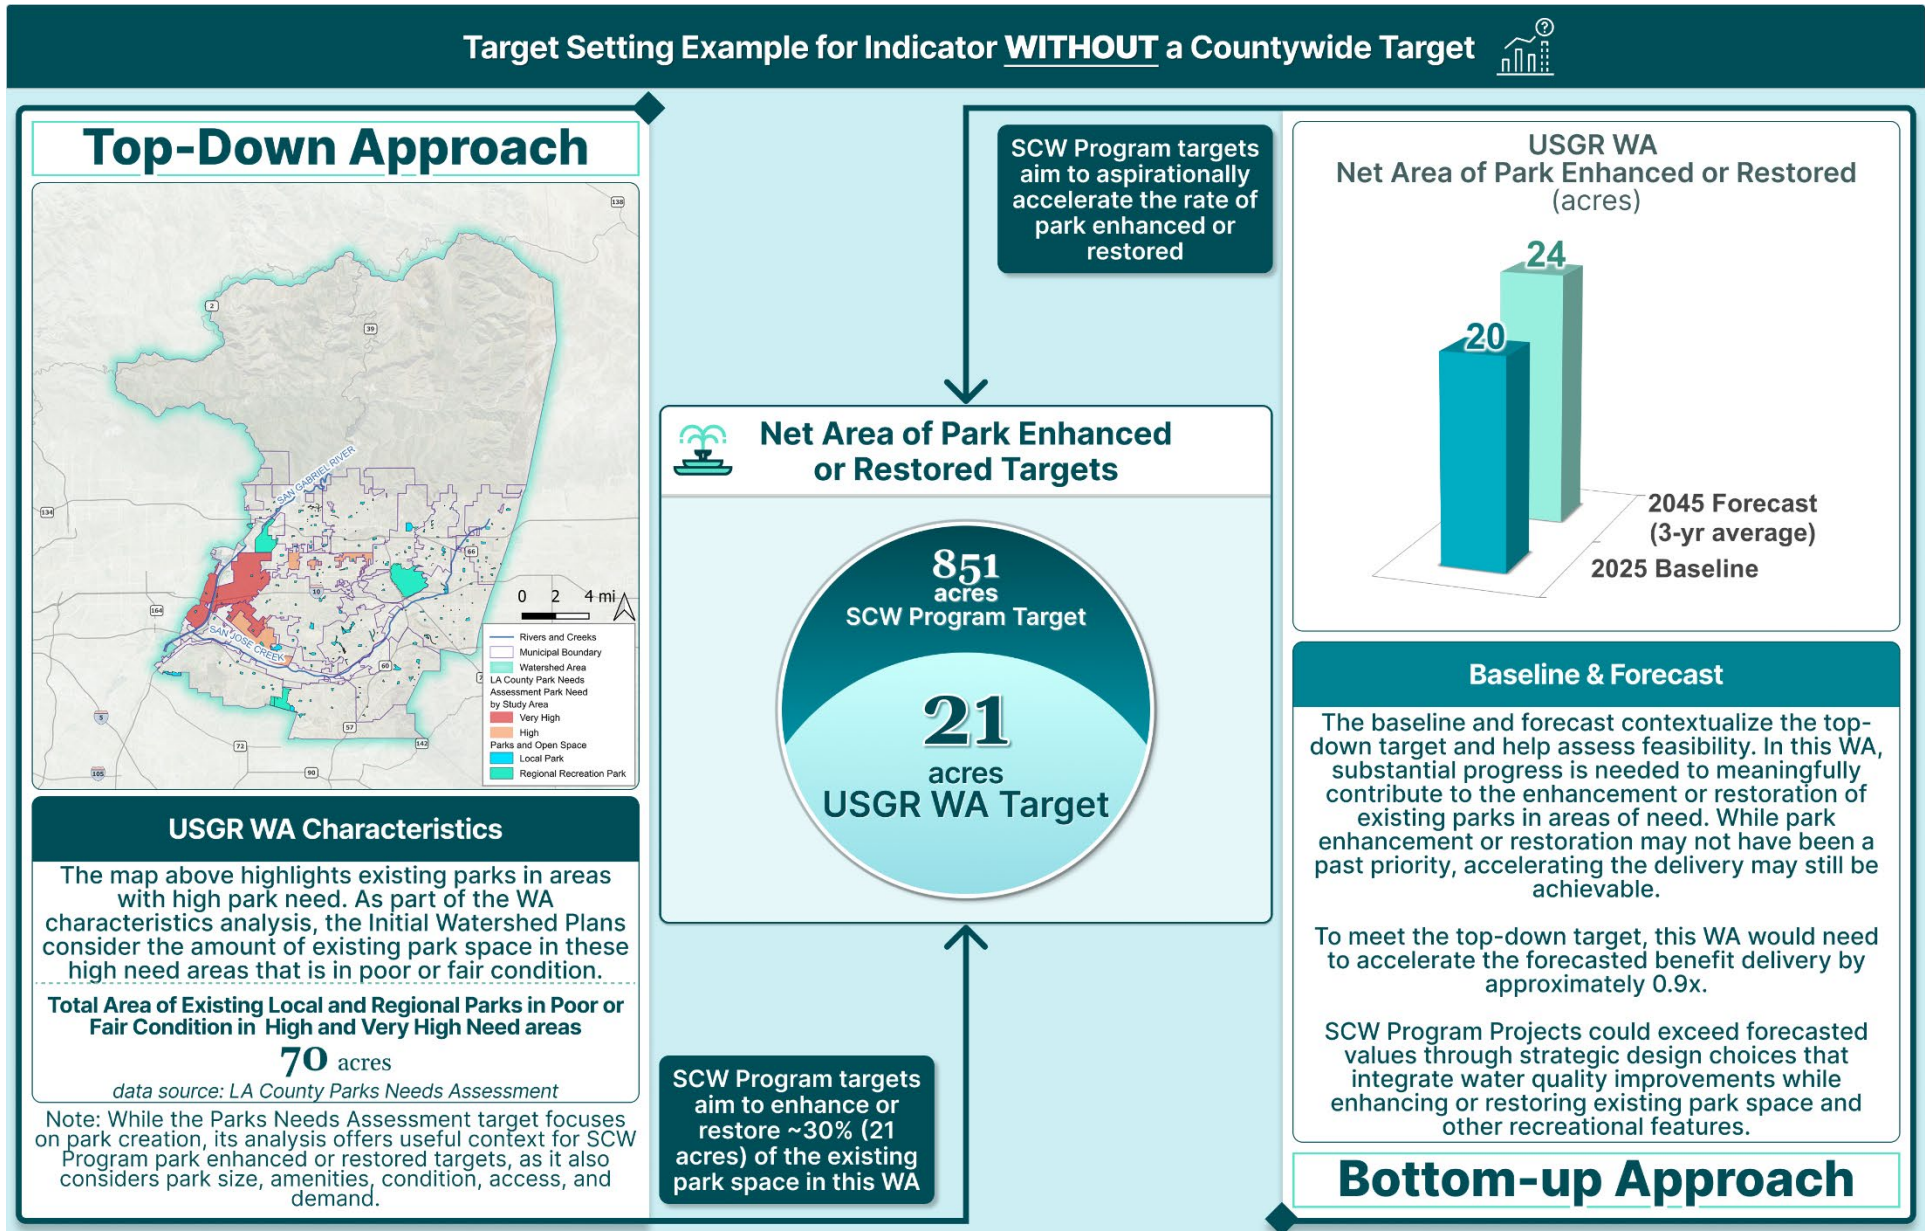 Target Setting Example for Indicator WITHOUT a Countywide Target
?
Top-Down Approach
138
2
39
SAN GABRIEL RIVER
134
66
10
164
0 2 4 mi
SAN JOSE CREEK
60
5
57
72
142
105
90
Rivers and Creeks
Municipal Boundary
Watershed Area
LA County Park Needs
Assessment Park Need
by Study Area
Very High
High
Parks and Open Space
Local Park
Regional Recreation Park
USGR WA Characteristics
The map above highlights existing parks in areas
with high park need. As part of the WA
characteristics analysis, the Initial Watershed Plans
consider the amount of existing park space in these
high need areas that is in poor or fair condition.
Total Area of Existing Local and Regional Parks in Poor or
Fair Condition in High and Very High Need areas
70 acres
data source: LA County Parks Needs Assessment
Note: While the Parks Needs Assessment target focuses
on park creation, its analysis offers useful context for SCW
Program park enhanced or restored targets, as it also
considers park size, amenities, condition, access, and
demand.
SCW Program targets
aim to aspirationally
accelerate the rate of
park enhanced or
restored
Net Area of Park Enhanced
or Restored Targets
851
acres
SCW Program Target
21
acres
USGR WA Target
SCW Program targets
aim to enhance or
restore ~30% (21
acres) of the existing
park space in this WA
USGR WA
Net Area of Park Enhanced or Restored
(acres)
24
20
2045 Forecast
(3-yr average)
2025 Baseline
Baseline & Forecast
The baseline and forecast contextualize the top-
down target and help assess feasibility. In this WA,
substantial progress is needed to meaningfully
contribute to the enhancement or restoration of
existing parks in areas of need. While park
enhancement or restoration may not have been a
past priority, accelerating the delivery may still be
achievable.
To meet the top-down target, this WA would need
to accelerate the forecasted benefit delivery by
approximately 0.9x.
SCW Program Projects could exceed forecasted
values through strategic design choices that
integrate water quality improvements while
enhancing or restoring existing park space and
other recreational features.
Bottom-up Approach